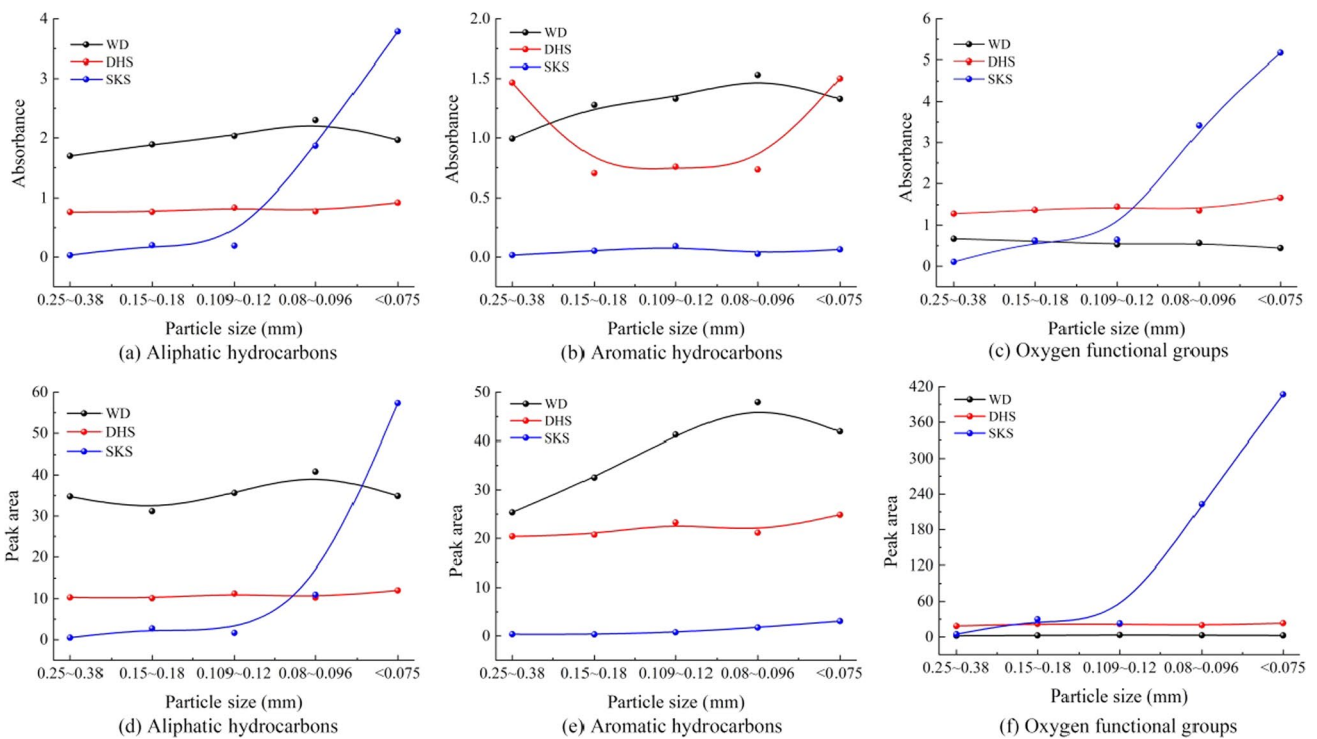 4
3
2
1
0
Absorbance
WD
DHS
SKS
0.25~0.38 0.15~0.18 0.109~0.12 0.08~0.096 <0.075
Particle size (mm)
(a) Aliphatic hydrocarbons
2.0
1.5
1.0
0.5
0.0
Absorbance
WD
DHS
SKS
0.25~0.38 0.15~0.18 0.109~0.12 0.08~0.096 <0.075
Particle size (mm)
(b) Aromatic hydrocarbons
6
5
4
3
2
1
0
Absorbance
WD
DHS
SKS
0.25~0.38 0.15~0.18 0.109~0.12 0.08~0.096 <0.075
Particle size (mm)
(c) Oxygen functional groups
60
50
40
30
20
10
0
Peak area
WD
DHS
SKS
0.25~0.38 0.15~0.18 0.109~0.12 0.08~0.096 <0.075
Particle size (mm)
(d) Aliphatic hydrocarbons
50
40
30
20
10
0
Peak area
WD
DHS
SKS
0.25~0.38 0.15~0.18 0.109~0.12 0.08~0.096 <0.075
Particle size (mm)
(e) Aromatic hydrocarbons
420
360
300
240
180
120
60
0
Peak area
WD
DHS
SKS
0.25~0.38 0.15~0.18 0.109~0.12 0.08~0.096 <0.075
Particle size (mm)
(f) Oxygen functional groups